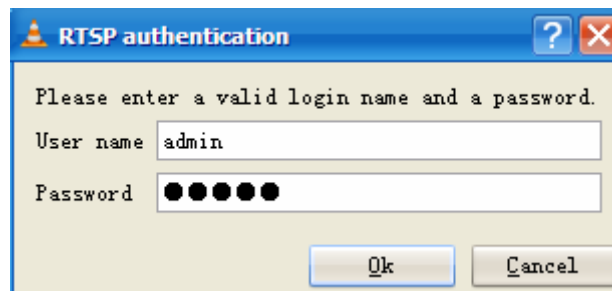 RTSP authentication
Please enter a valid login name and a password.
User name admin
Password ●●●●●
Ok Cancel